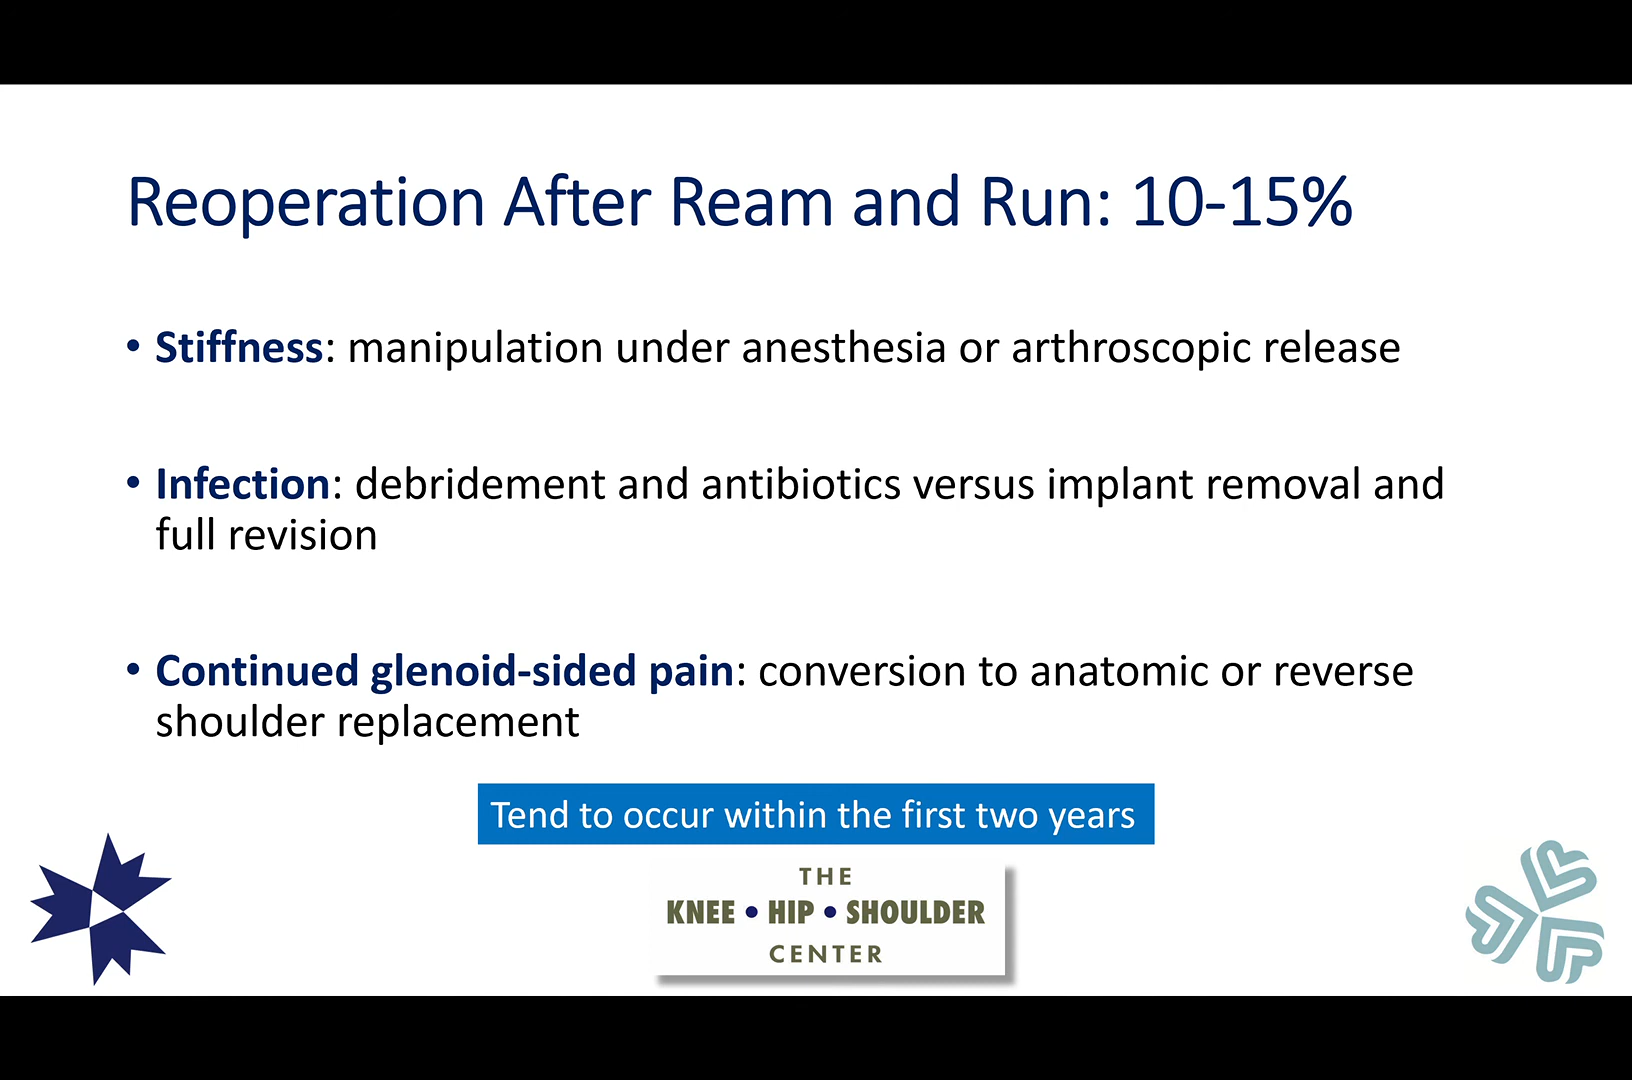 Reoperation After Ream and Run: 10-15%
• Stiffness: manipulation under anesthesia or arthroscopic release
• Infection: debridement and antibiotics versus implant removal and
full revision
• Continued glenoid-sided pain: conversion to anatomic or reverse
shoulder replacement
Tend to occur within the first two years
THE
KNEE • HIP • SHOULDER
CENTER